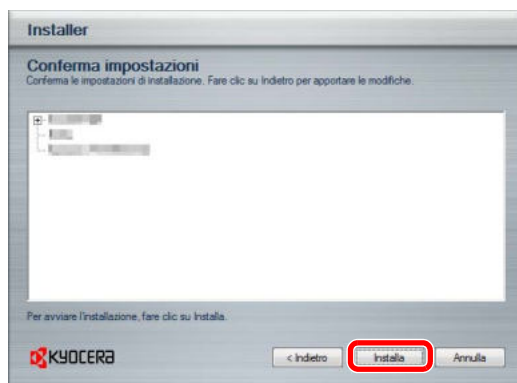 Installer
Conferma impostazioni
Conferma le impostazioni di installazione. Fare clic su Indietro per apportare le modifiche.
Per avviare l'installazione, fare clic su Installa.
KYOCERA
< Indietro
Installa
Annulla